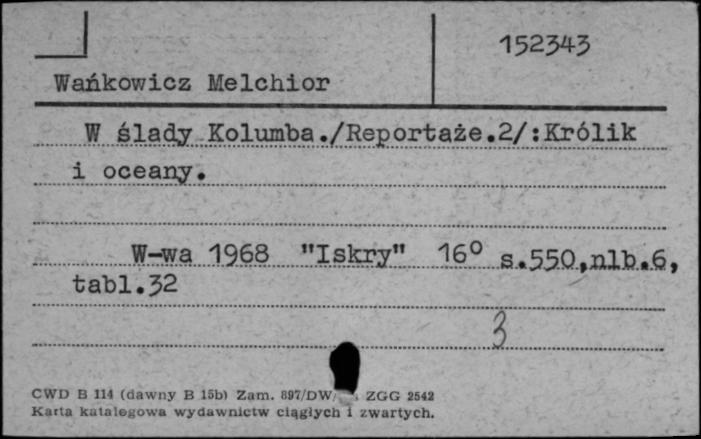 152343
Wańkowicz Melchior
W ślady Kolumba./Reportaże.2/:Królik
i oceany.
W-wa 1968 "Iskry" 16° s.550,nlb.6,
tabl.32
3
CWD B 114 (dawny B 15b) Zam. 897/DW/ ZGG 2542
Karta katalogowa wydawnictw ciągłych i zwartych.